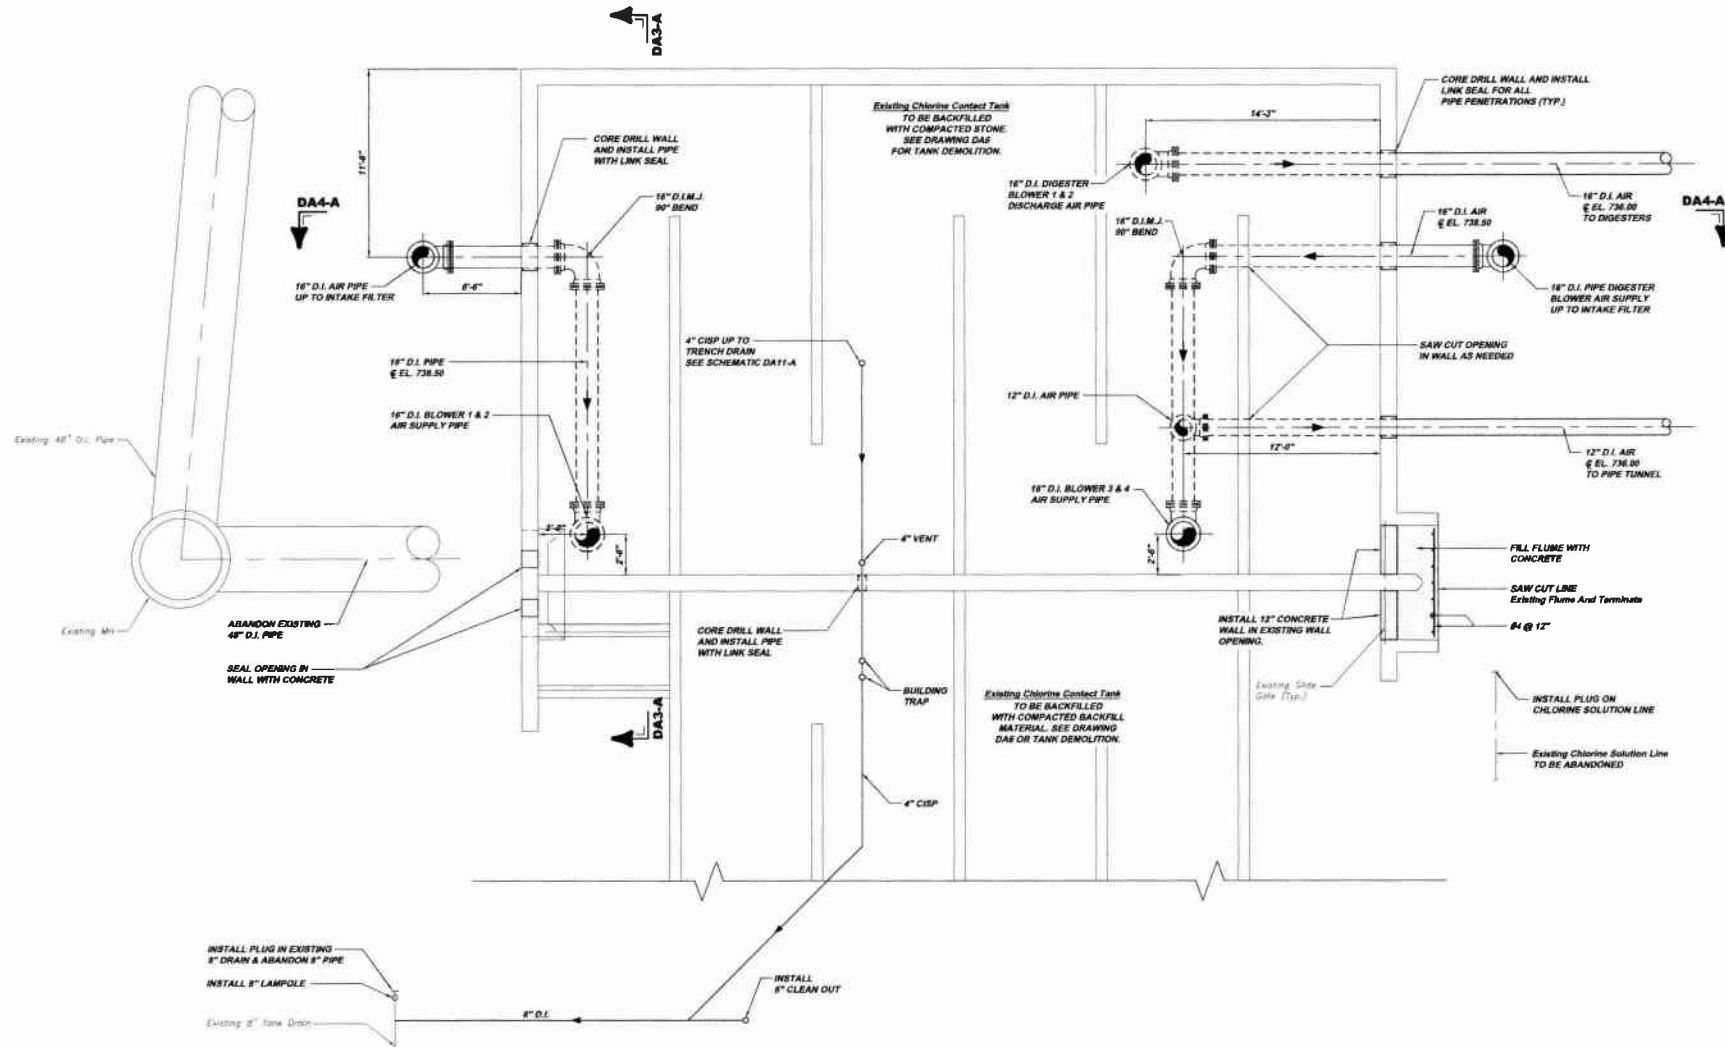 DA3-A
CORE DRILL WALL AND INSTALL
LINK SEAL FOR ALL
PIPE PENETRATIONS (TYP.)
Existing Chlorine Contact Tank
TO BE BACKFILLED
WITH COMPACTED STONE.
SEE DRAWING DA6
FOR TANK DEMOLITION.
14'-3"
CORE DRILL WALL
AND INSTALL PIPE
WITH LINK SEAL
16" D.I. DIGESTER
BLOWER 1 & 2
DISCHARGE AIR PIPE
16" D.I. AIR
℄ EL. 736.00
TO DIGESTERS
DA4-A
16" D.I.M.J.
90° BEND
16" D.I.M.J.
90° BEND
16" D.I. AIR
℄ EL. 738.50
DA4-A
16" D.I. AIR PIPE
UP TO INTAKE FILTER
16" D.I. PIPE DIGESTER
BLOWER AIR SUPPLY
UP TO INTAKE FILTER
4" CISP UP TO
TRENCH DRAIN
SEE SCHEMATIC DA11-A
SAW CUT OPENING
IN WALL AS NEEDED
16" D.I. PIPE
℄ EL. 738.50
12" D.I. AIR PIPE
16" D.I. BLOWER 1 & 2
AIR SUPPLY PIPE
12'-0"
12" D.I. AIR
℄ EL. 736.00
TO PIPE TUNNEL
Existing 48" D.I. Pipe
16" D.I. BLOWER 3 & 4
AIR SUPPLY PIPE
2'-6"
2'-6"
4" VENT
FILL FLUME WITH
CONCRETE
SAW CUT LINE
Existing Flume And Terminate
#4 @ 12"
ABANDON EXISTING
48" D.I. PIPE
Existing MH
SEAL OPENING IN
WALL WITH CONCRETE
CORE DRILL WALL
AND INSTALL PIPE
WITH LINK SEAL
INSTALL 12" CONCRETE
WALL IN EXISTING WALL
OPENING.
Existing Slide
Gate (Typ.)
BUILDING
TRAP
Existing Chlorine Contact Tank
TO BE BACKFILLED
WITH COMPACTED BACKFILL
MATERIAL. SEE DRAWING
DA6 OR TANK DEMOLITION.
INSTALL PLUG ON
CHLORINE SOLUTION LINE
DA3-A
Existing Chlorine Solution Line
TO BE ABANDONED
4" CISP
INSTALL PLUG IN EXISTING
8" DRAIN & ABANDON 8" PIPE
INSTALL 8" LAMPOLE
INSTALL
6" CLEAN OUT
Existing 8" Tank Drain
6" D.I.